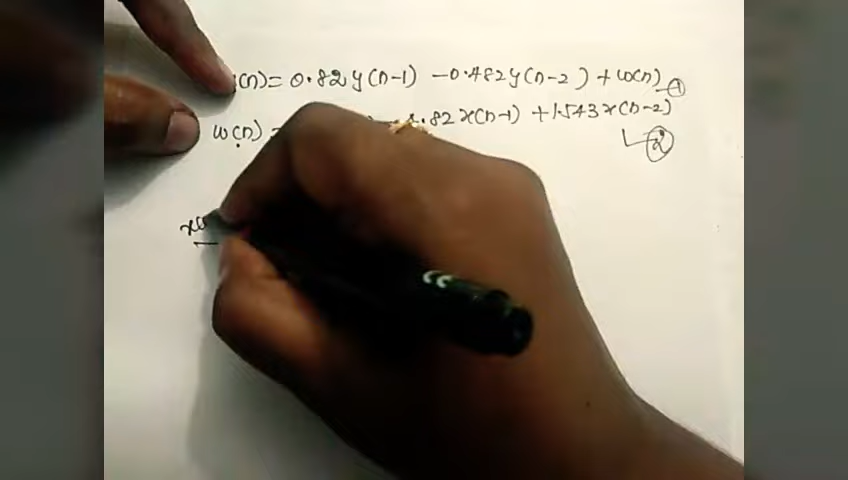 (n) = 0.82y(n-1) -0.482y(n-2) + w(n) -①
w(n) = .82x(n-1) +1.543x(n-2)
②
x(